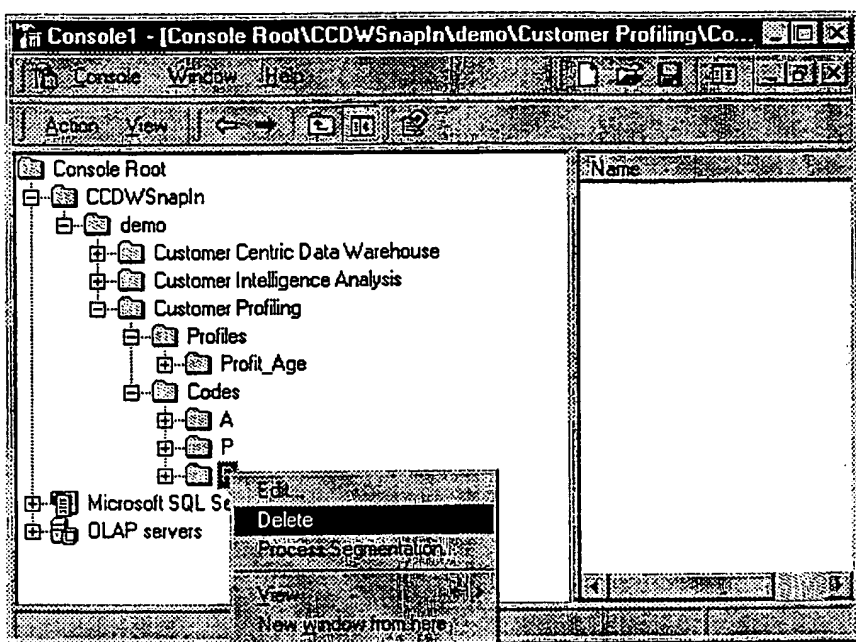 Console1 - [Console Root\CCDWSnapIn\demo\Customer Profiling\Co...
Console Window Help
Action View
Console Root
CCDWSnapIn
demo
Customer Centric Data Warehouse
Customer Intelligence Analysis
Customer Profiling
Profiles
Profit_Age
Codes
A
P
Microsoft SQL Se
OLAP servers
Name
Edit...
Delete
Process Segmentation
View
New window from here